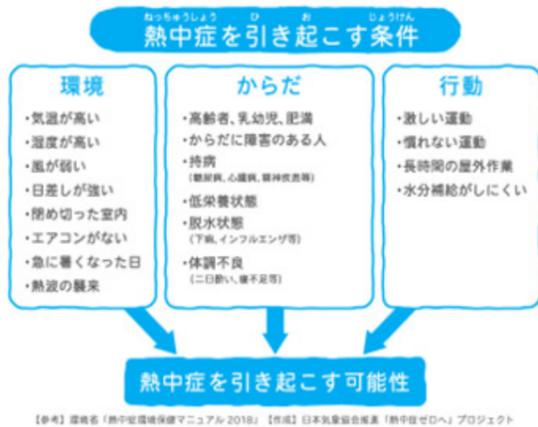 ねっちゅうしょう ひ お じょうけん
熱中症を引き起こす条件
環境
・気温が高い
・湿度が高い
・風が弱い
・日差しが強い
・閉め切った室内
・エアコンがない
・急に暑くなった日
・熱波の襲来
からだ
・高齢者、乳幼児、肥満
・からだに障害のある人
・持病
(糖尿病、心臓病、精神疾患等)
・低栄養状態
・脱水状態
(下痢、インフルエンザ等)
・体調不良
(二日酔い、寝不足等)
行動
・激しい運動
・慣れない運動
・長時間の屋外作業
・水分補給がしにくい
熱中症を引き起こす可能性
【参考】環境省「熱中症環境保健マニュアル 2018」 【作成】日本気象協会推進「熱中症ゼロへ」プロジェクト